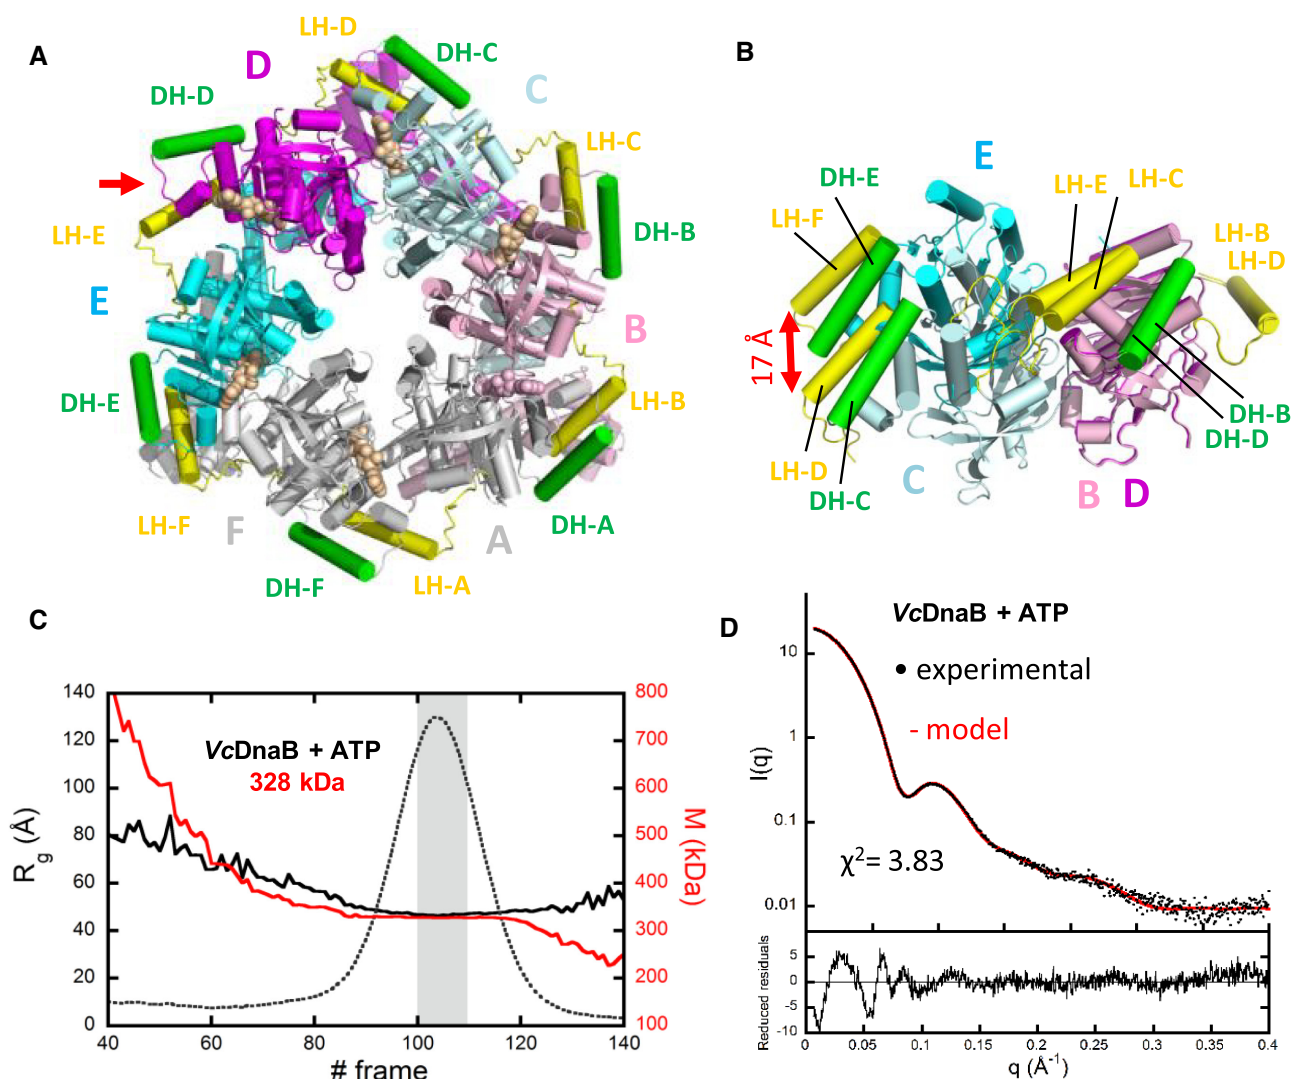 A
LH-D
D
DH-C
C
DH-D
LH-C
LH-E
DH-B
E
B
DH-E
LH-B
LH-F
F
A
DH-A
DH-F
LH-A
B
E
DH-E
LH-E
LH-C
LH-F
LH-B
LH-D
17 Å
DH-B
DH-D
LH-D
DH-C
C
B
D
C
140
120
100
80
60
40
20
0
Rg (Å)
VcDnaB + ATP
328 kDa
800
700
600
500
400
300
200
100
M (kDa)
40
60
80
100
120
140
# frame
D
VcDnaB + ATP
• experimental
- model
10
1
0.1
0.01
I(q)
χ²= 3.83
5
0
-5
-10
Reduced residuals
0
0.05
0.1
0.15
0.2
0.25
0.3
0.35
0.4
q (Å⁻¹)